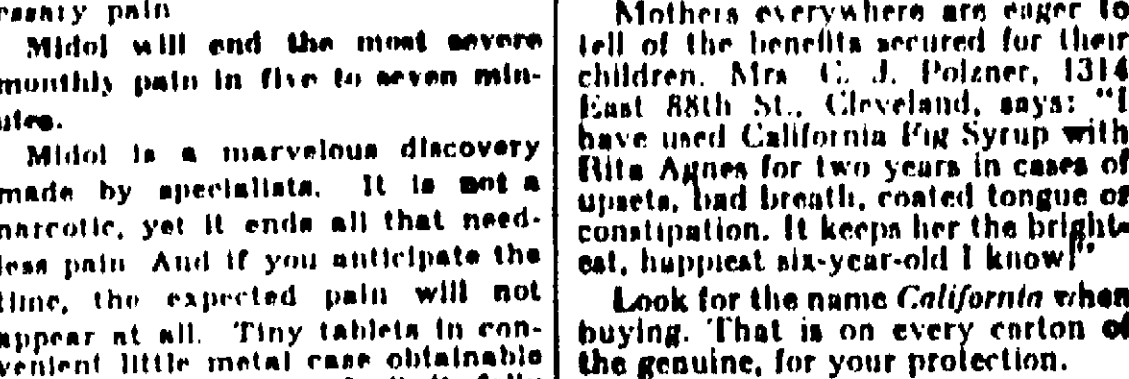 pain
Midol will end the most severe
monthly pain in five to seven min-
utes.
Midol is a marvelous discovery
made by specialists. It is not a
narcotic, yet it ends all that need-
less pain And if you anticipate the
time, the expected pain will not
appear at all. Tiny tablets in con-
venient little metal case obtainable
Mothers everywhere are eager to
tell of the benefits secured for their
children. Mrs C. J. Polzner, 1314
East 88th St., Cleveland, says: "I
have used California Fig Syrup with
Rita Agnes for two years in cases of
upsets, bad breath, coated tongue or
constipation. It keeps her the bright-
est, happiest six-year-old I know!"
Look for the name California when
buying. That is on every carton of
the genuine, for your protection.